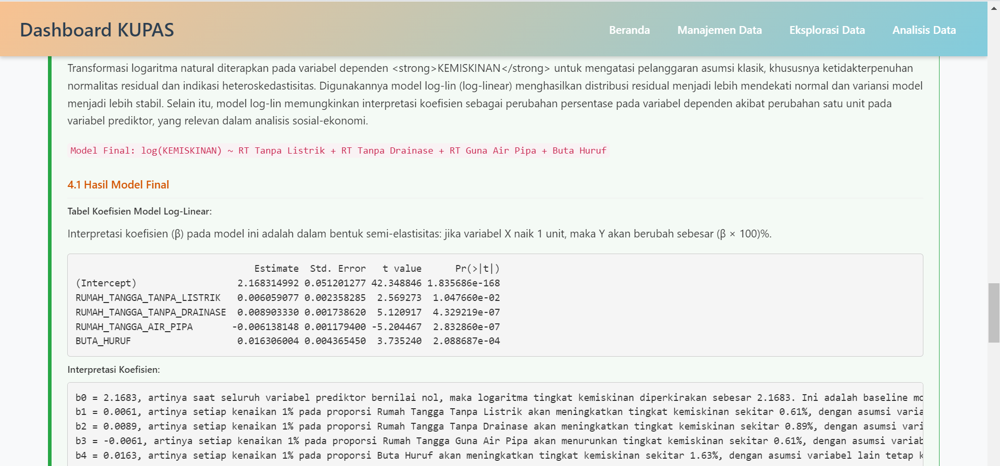 Dashboard KUPAS
Beranda
Manajemen Data
Eksplorasi Data
Analisis Data
Transformasi logaritma natural diterapkan pada variabel dependen <strong>KEMISKINAN</strong> untuk mengatasi pelanggaran asumsi klasik, khususnya ketidakterpenuhan
normalitas residual dan indikasi heteroskedastisitas. Digunakannya model log-lin (log-linear) menghasilkan distribusi residual menjadi lebih mendekati normal dan variansi model
menjadi lebih stabil. Selain itu, model log-lin memungkinkan interpretasi koefisien sebagai perubahan persentase pada variabel dependen akibat perubahan satu unit pada
variabel prediktor, yang relevan dalam analisis sosial-ekonomi.
Model Final: log(KEMISKINAN) ~ RT Tanpa Listrik + RT Tanpa Drainase + RT Guna Air Pipa + Buta Huruf
4.1 Hasil Model Final
Tabel Koefisien Model Log-Linear:
Interpretasi koefisien (β) pada model ini adalah dalam bentuk semi-elastisitas: jika variabel X naik 1 unit, maka Y akan berubah sebesar (β × 100)%.
Estimate Std. Error t value Pr(>|t|)
(Intercept) 2.168314992 0.051201277 42.348846 1.835686e-168
RUMAH_TANGGA_TANPA_LISTRIK 0.006059077 0.002358285 2.569273 1.047660e-02
RUMAH_TANGGA_TANPA_DRAINASE 0.008903330 0.001738620 5.120917 4.329219e-07
RUMAH_TANGGA_AIR_PIPA -0.006138148 0.001179400 -5.204467 2.832860e-07
BUTA_HURUF 0.016306004 0.004365450 3.735240 2.088687e-04
Interpretasi Koefisien:
b0 = 2.1683, artinya saat seluruh variabel prediktor bernilai nol, maka logaritma tingkat kemiskinan diperkirakan sebesar 2.1683. Ini adalah baseline mo
b1 = 0.0061, artinya setiap kenaikan 1% pada proporsi Rumah Tangga Tanpa Listrik akan meningkatkan tingkat kemiskinan sekitar 0.61%, dengan asumsi varia
b2 = 0.0089, artinya setiap kenaikan 1% pada proporsi Rumah Tangga Tanpa Drainase akan meningkatkan tingkat kemiskinan sekitar 0.89%, dengan asumsi vari
b3 = -0.0061, artinya setiap kenaikan 1% pada proporsi Rumah Tangga Guna Air Pipa akan menurunkan tingkat kemiskinan sekitar 0.61%, dengan asumsi variab
b4 = 0.0163, artinya setiap kenaikan 1% pada proporsi Buta Huruf akan meningkatkan tingkat kemiskinan sekitar 1.63%, dengan asumsi variabel lain tetap k